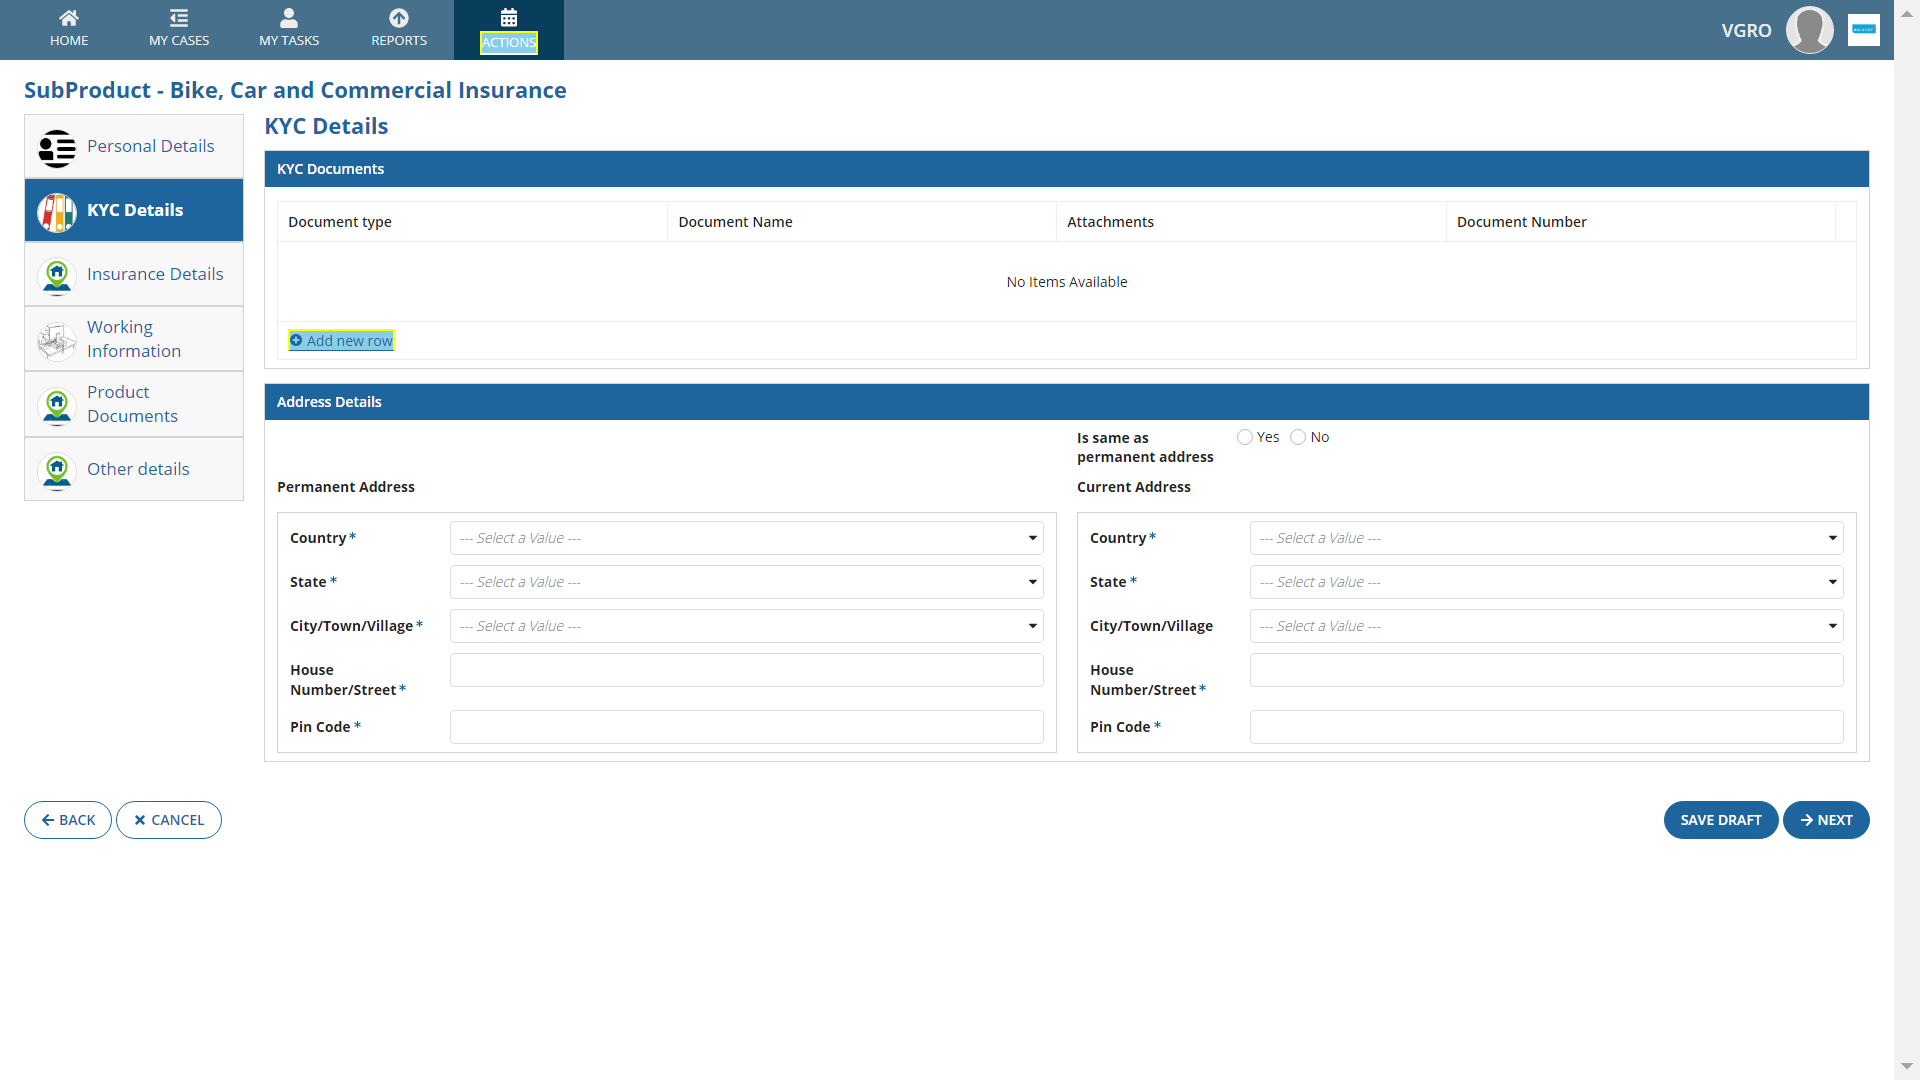 HOME
MY CASES
MY TASKS
REPORTS
ACTIONS
VGRO
SubProduct - Bike, Car and Commercial Insurance
Personal Details
KYC Details
Insurance Details
Working
Information
Product
Documents
Other details
KYC Details
KYC Documents
Document type
Document Name
Attachments
Document Number
No Items Available
Add new row
Address Details
Is same as
permanent address
Yes
No
Permanent Address
Current Address
Country*
--- Select a Value ---
State*
--- Select a Value ---
City/Town/Village*
--- Select a Value ---
House
Number/Street*
Pin Code*
Country*
--- Select a Value ---
State*
--- Select a Value ---
City/Town/Village
--- Select a Value ---
House
Number/Street*
Pin Code*
BACK
CANCEL
SAVE DRAFT
NEXT